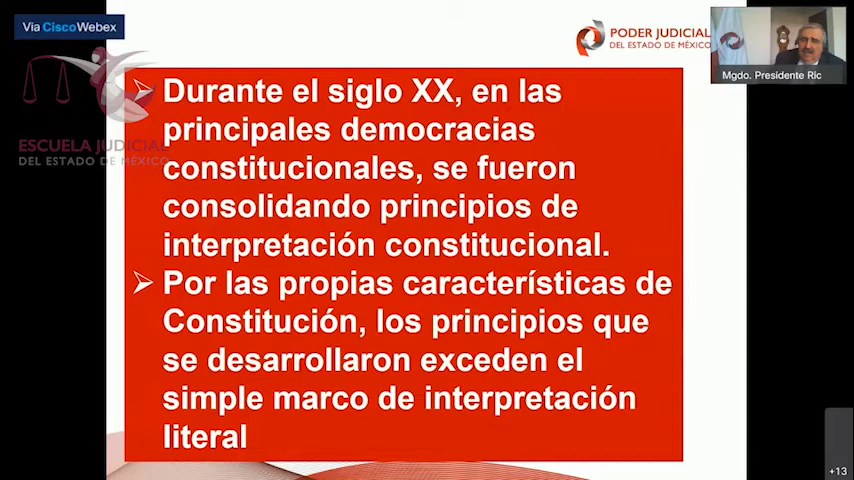 Vía CiscoWebex
PODER JUDICIAL
DEL ESTADO DE MÉXICO
Mgdo. Presidente Ric
ESCUELA JUDICIAL
DEL ESTADO DE MÉXICO
Durante el siglo XX, en las
principales democracias
constitucionales, se fueron
consolidando principios de
interpretación constitucional.
Por las propias características de
Constitución, los principios que
se desarrollaron exceden el
simple marco de interpretación
literal
+13